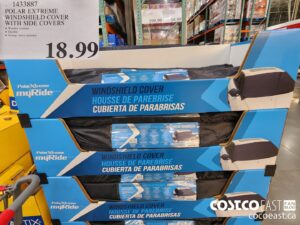 1433887
POLAR EXTREME
WINDSHIELD COVER
WITH SIDE COVERS
18.99
myRide
WINDSHIELD COVER
HOUSSE DE PAREBRISE
CUBIERTA DE PARABRISAS
myRide
WINDSHIELD COVER
HOUSSE DE PAREBRISE
CUBIERTA DE PARABRISAS
myRide
WINDSHIELD COVER
HOUSSE DE PAREBRISE
CUBIERTA DE PARABRISAS
COSTCO EAST
cocoeast.ca